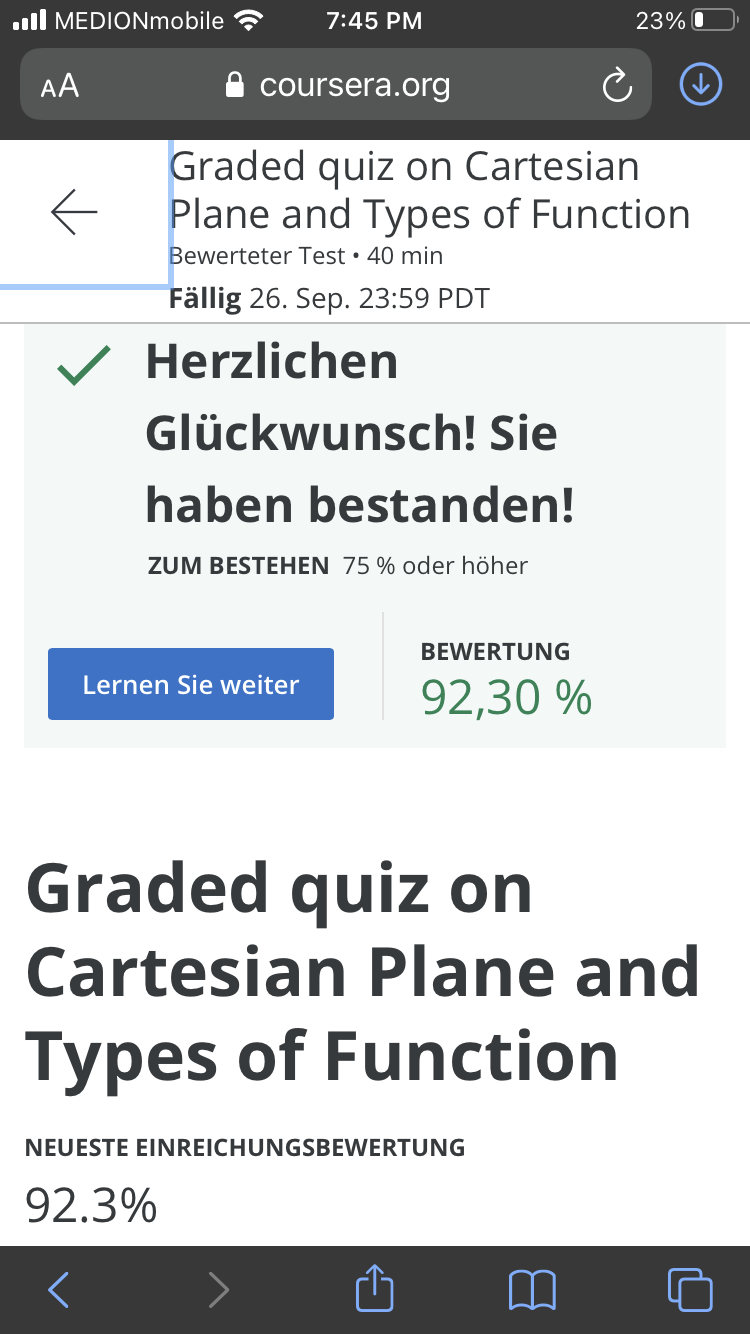 MEDIONmobile 7:45 PM 23%
AA coursera.org
Graded quiz on Cartesian
Plane and Types of Function
Bewerteter Test • 40 min
Fällig 26. Sep. 23:59 PDT
Herzlichen
Glückwunsch! Sie
haben bestanden!
ZUM BESTEHEN 75 % oder höher
Lernen Sie weiter
BEWERTUNG
92,30 %
Graded quiz on
Cartesian Plane and
Types of Function
NEUESTE EINREICHUNGSBEWERTUNG
92.3%